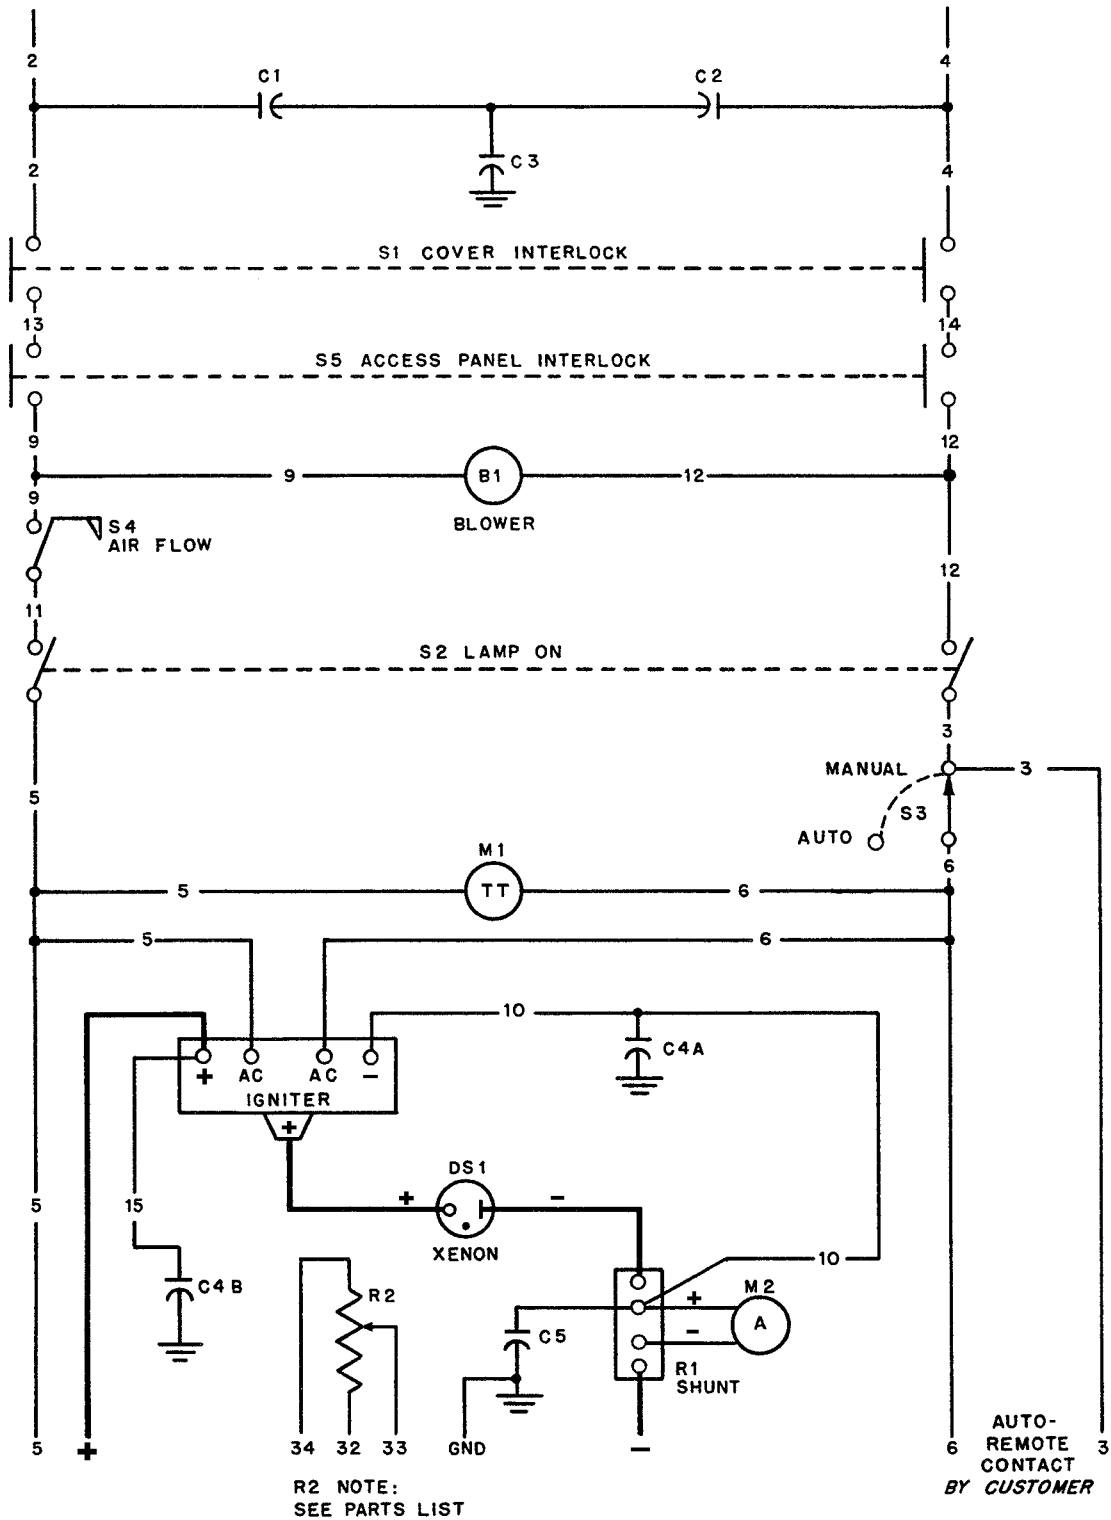 2
4
C1
C2
C3
2
4
S1 COVER INTERLOCK
13
14
S5 ACCESS PANEL INTERLOCK
9
12
9
B1
12
BLOWER
9
S4
AIR FLOW
12
11
S2 LAMP ON
3
MANUAL
3
S3
AUTO
5
6
M1
5
TT
6
5
6
10
C4A
+
AC
AC
-
IGNITER
+
DS1
+
-
XENON
5
15
10
C4B
R2
M2
+
A
-
C5
R1
SHUNT
5
+
34
32
33
GND
-
6
AUTO-
REMOTE
CONTACT
BY CUSTOMER
3
R2 NOTE:
SEE PARTS LIST